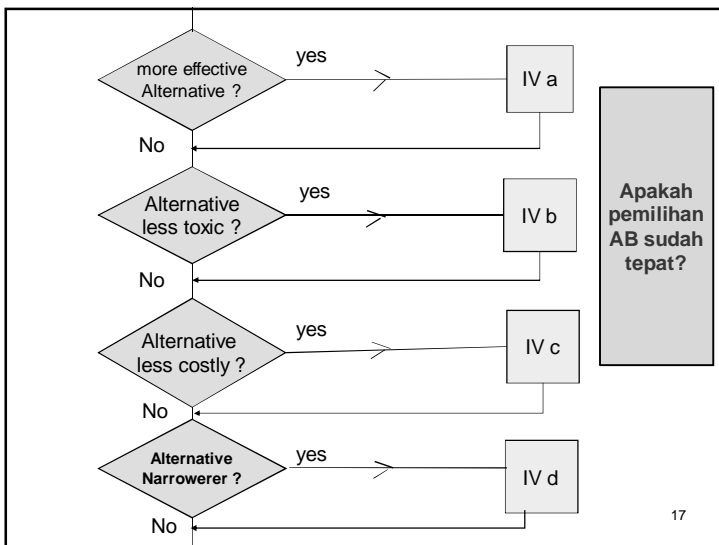 more effective
Alternative ?
yes
IV a
No
Alternative
less toxic ?
yes
IV b
No
Alternative
less costly ?
yes
IV c
No
Alternative
Narrowerer ?
yes
IV d
No
Apakah
pemilihan
AB sudah
tepat?
17